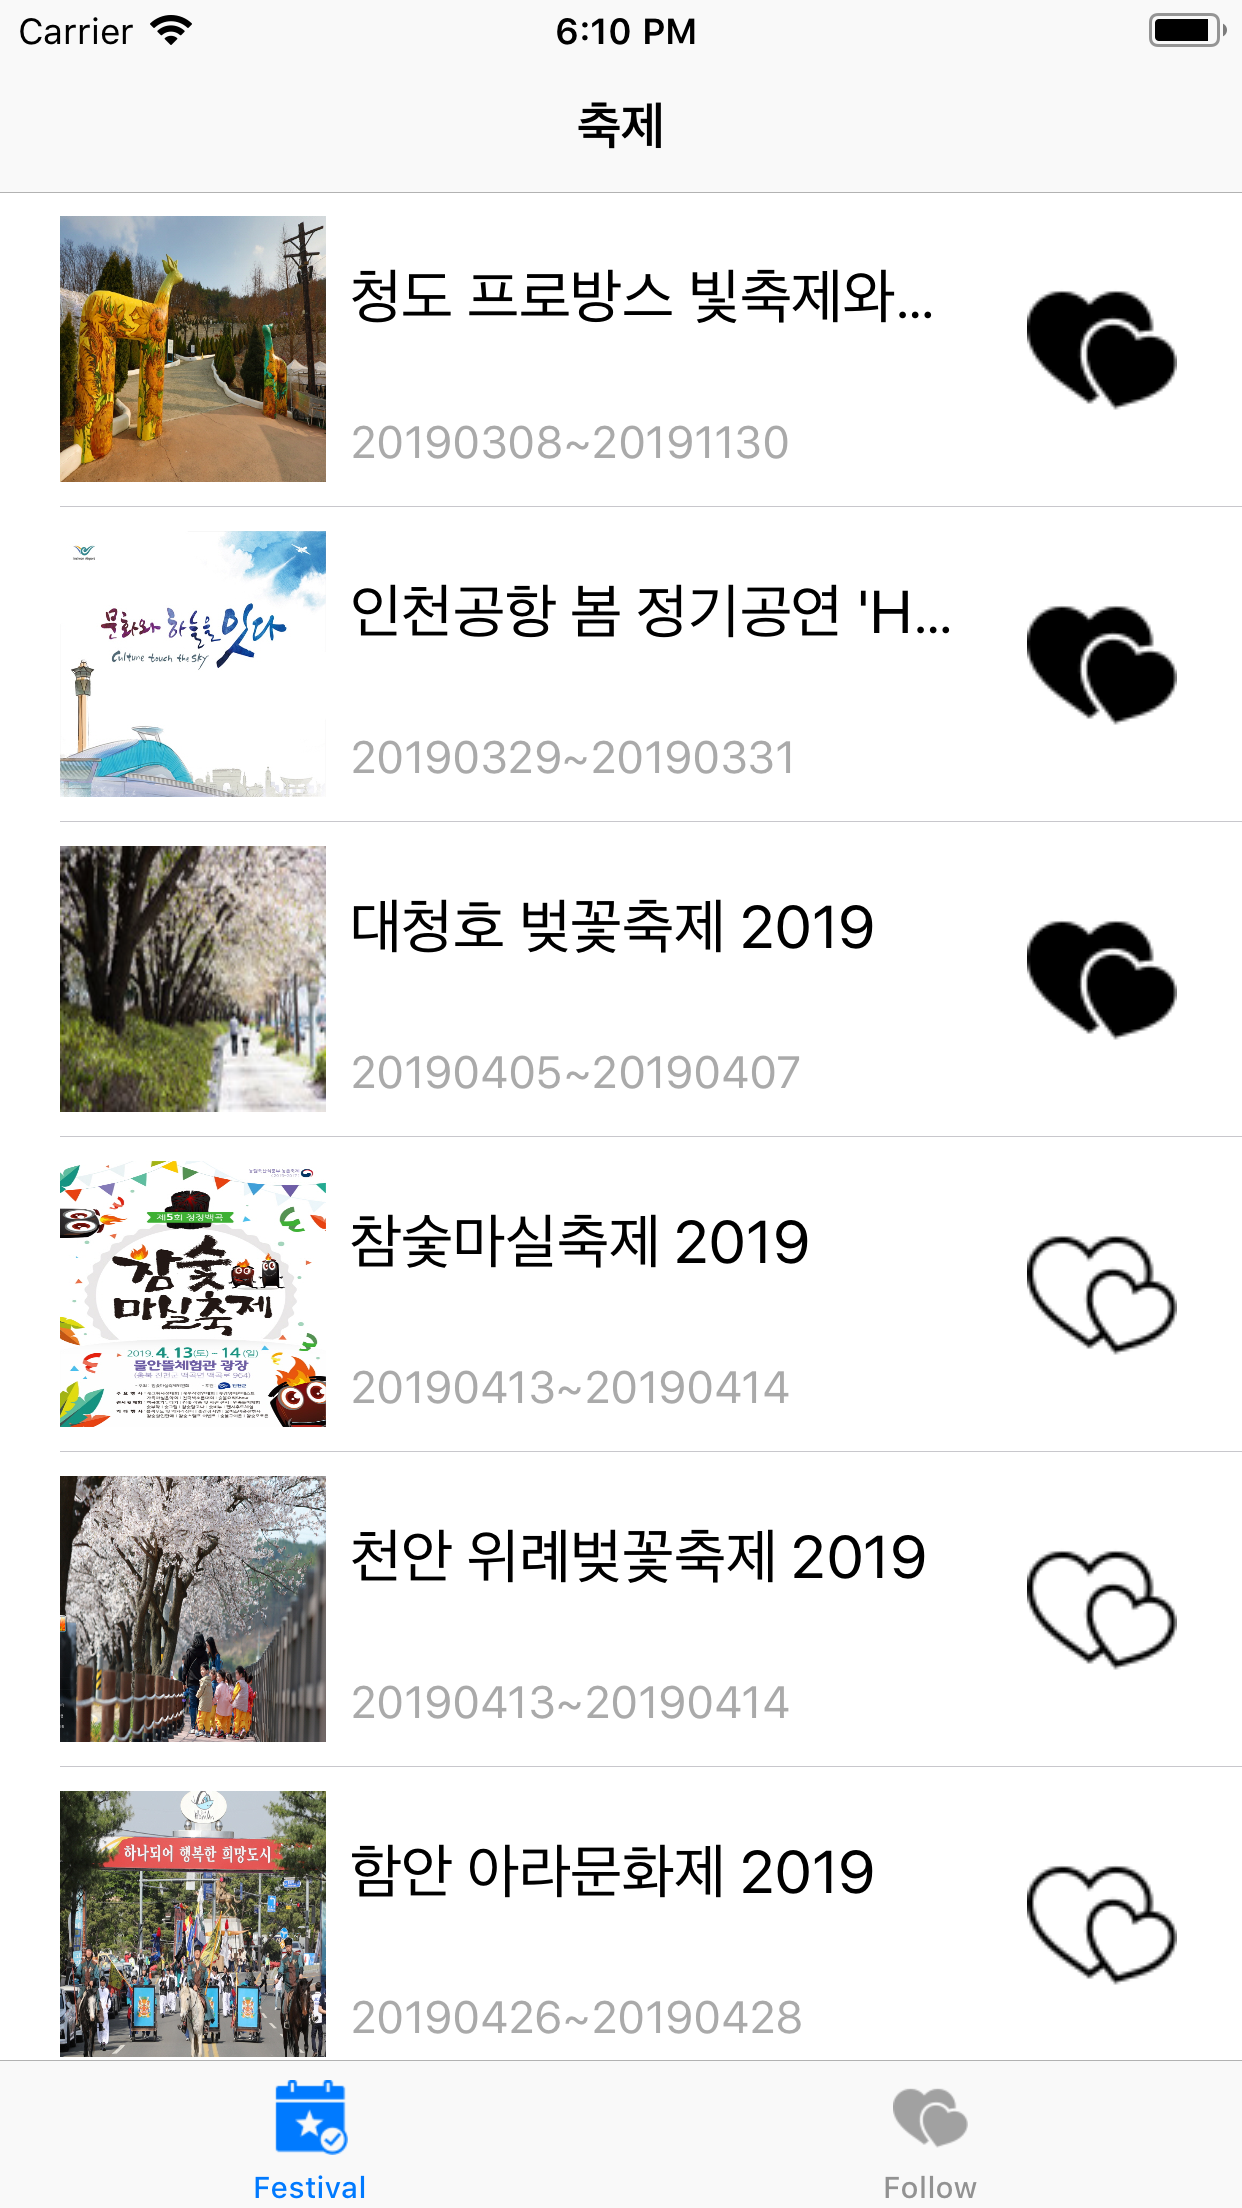 Carrier
6:10 PM
축제
청도 프로방스 빛축제와...
20190308~20191130
문화와 하늘을 잇다
Culture touch the sky
인천공항 봄 정기공연 'H...
20190329~20190331
대청호 벚꽃축제 2019
20190405~20190407
제5회 청정백곡
참숯
마실축제
2019. 4. 13(토) - 14(일)
물안뜰체험관 광장
참숯마실축제 2019
20190413~20190414
천안 위례벚꽃축제 2019
20190413~20190414
하나되어 행복한 희망도시
함안 아라문화제 2019
20190426~20190428
Festival
Follow